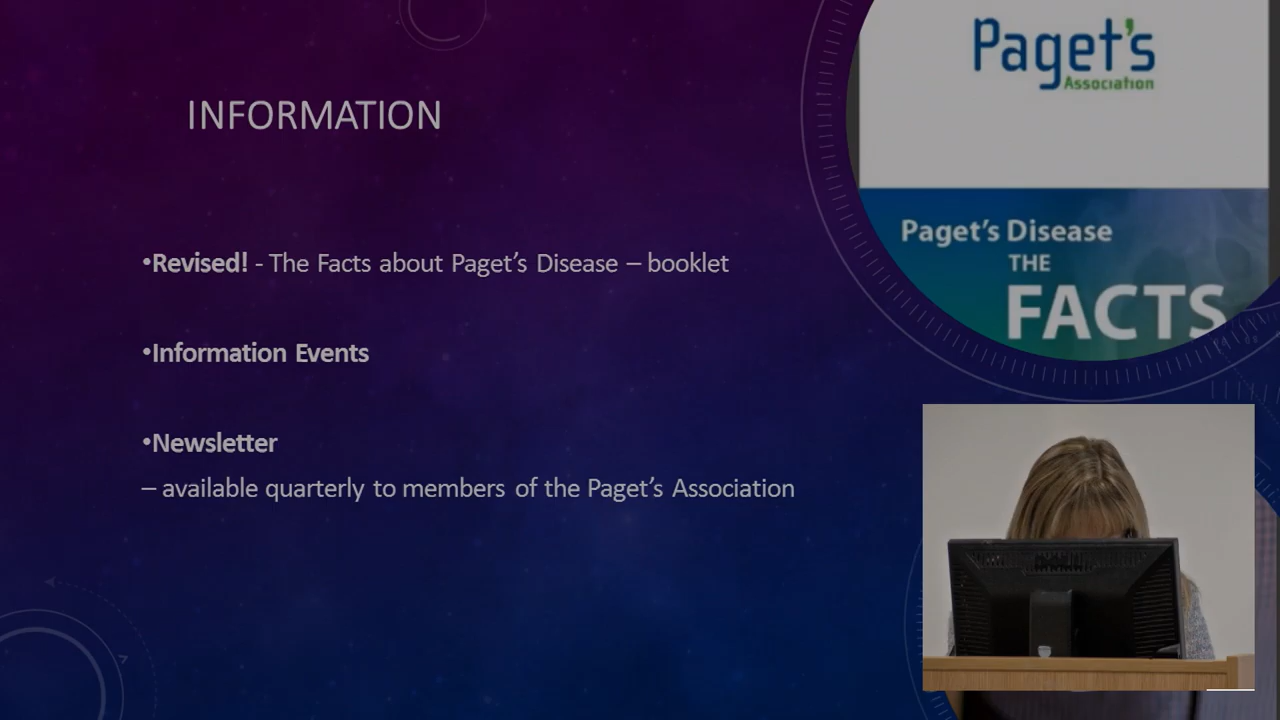 INFORMATION
•Revised! - The Facts about Paget's Disease – booklet
•Information Events
•Newsletter
– available quarterly to members of the Paget's Association
Paget's
Association
Paget's Disease
THE
FACTS